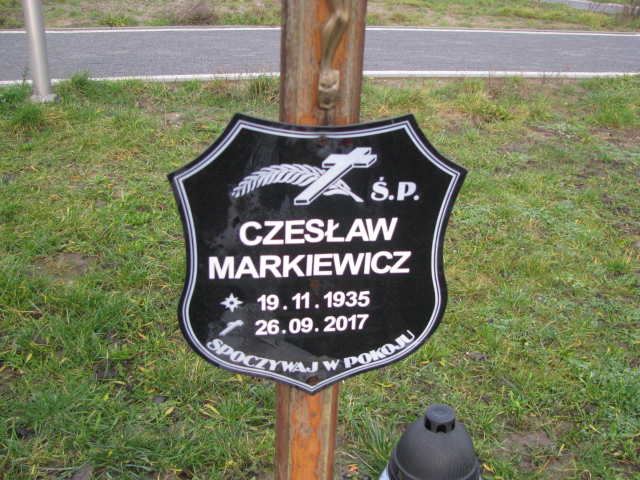 Ś.P.
CZESŁAW
MARKIEWICZ
19.11.1935
26.09.2017
SPOCZYWAJ W POKOJU